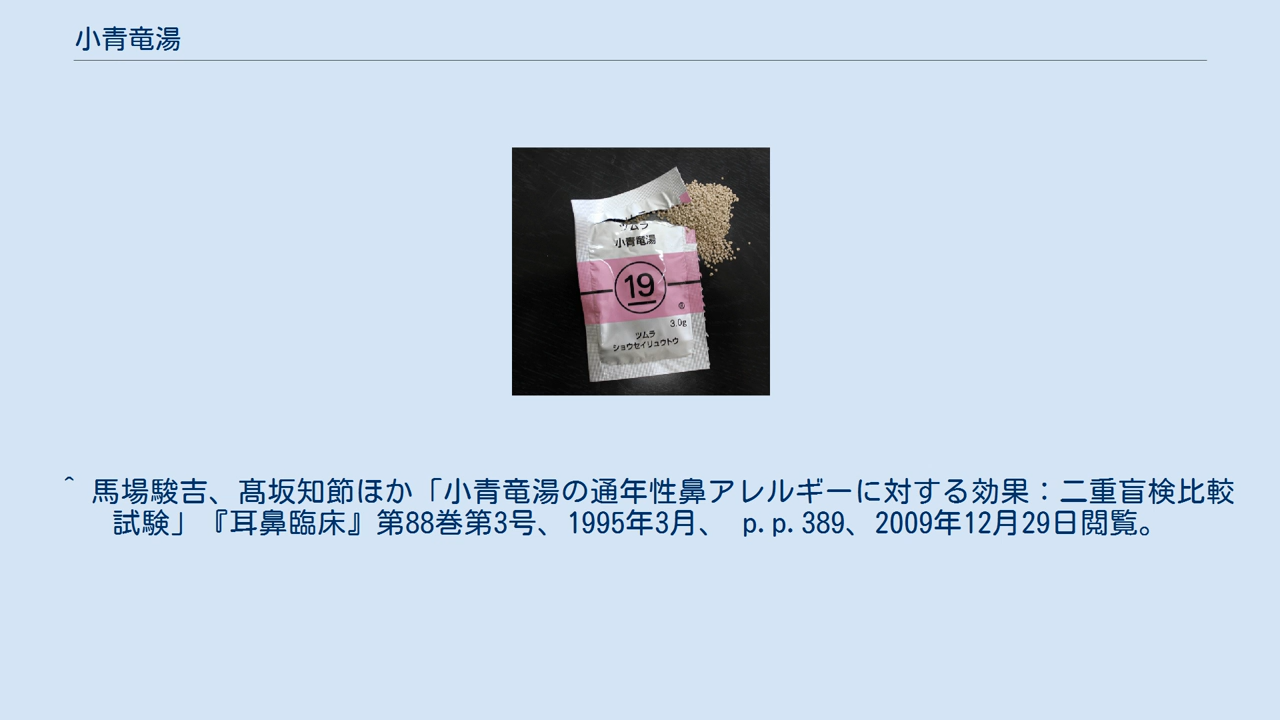 小青竜湯
ツムラ
小青竜湯
19
3.0g
ツムラ
ショウセイリュウトウ
^ 馬場駿吉、髙坂知節ほか「小青竜湯の通年性鼻アレルギーに対する効果：二重盲検比較
試験」『耳鼻臨床』第88巻第3号、1995年3月、 p.p.389、2009年12月29日閲覧。